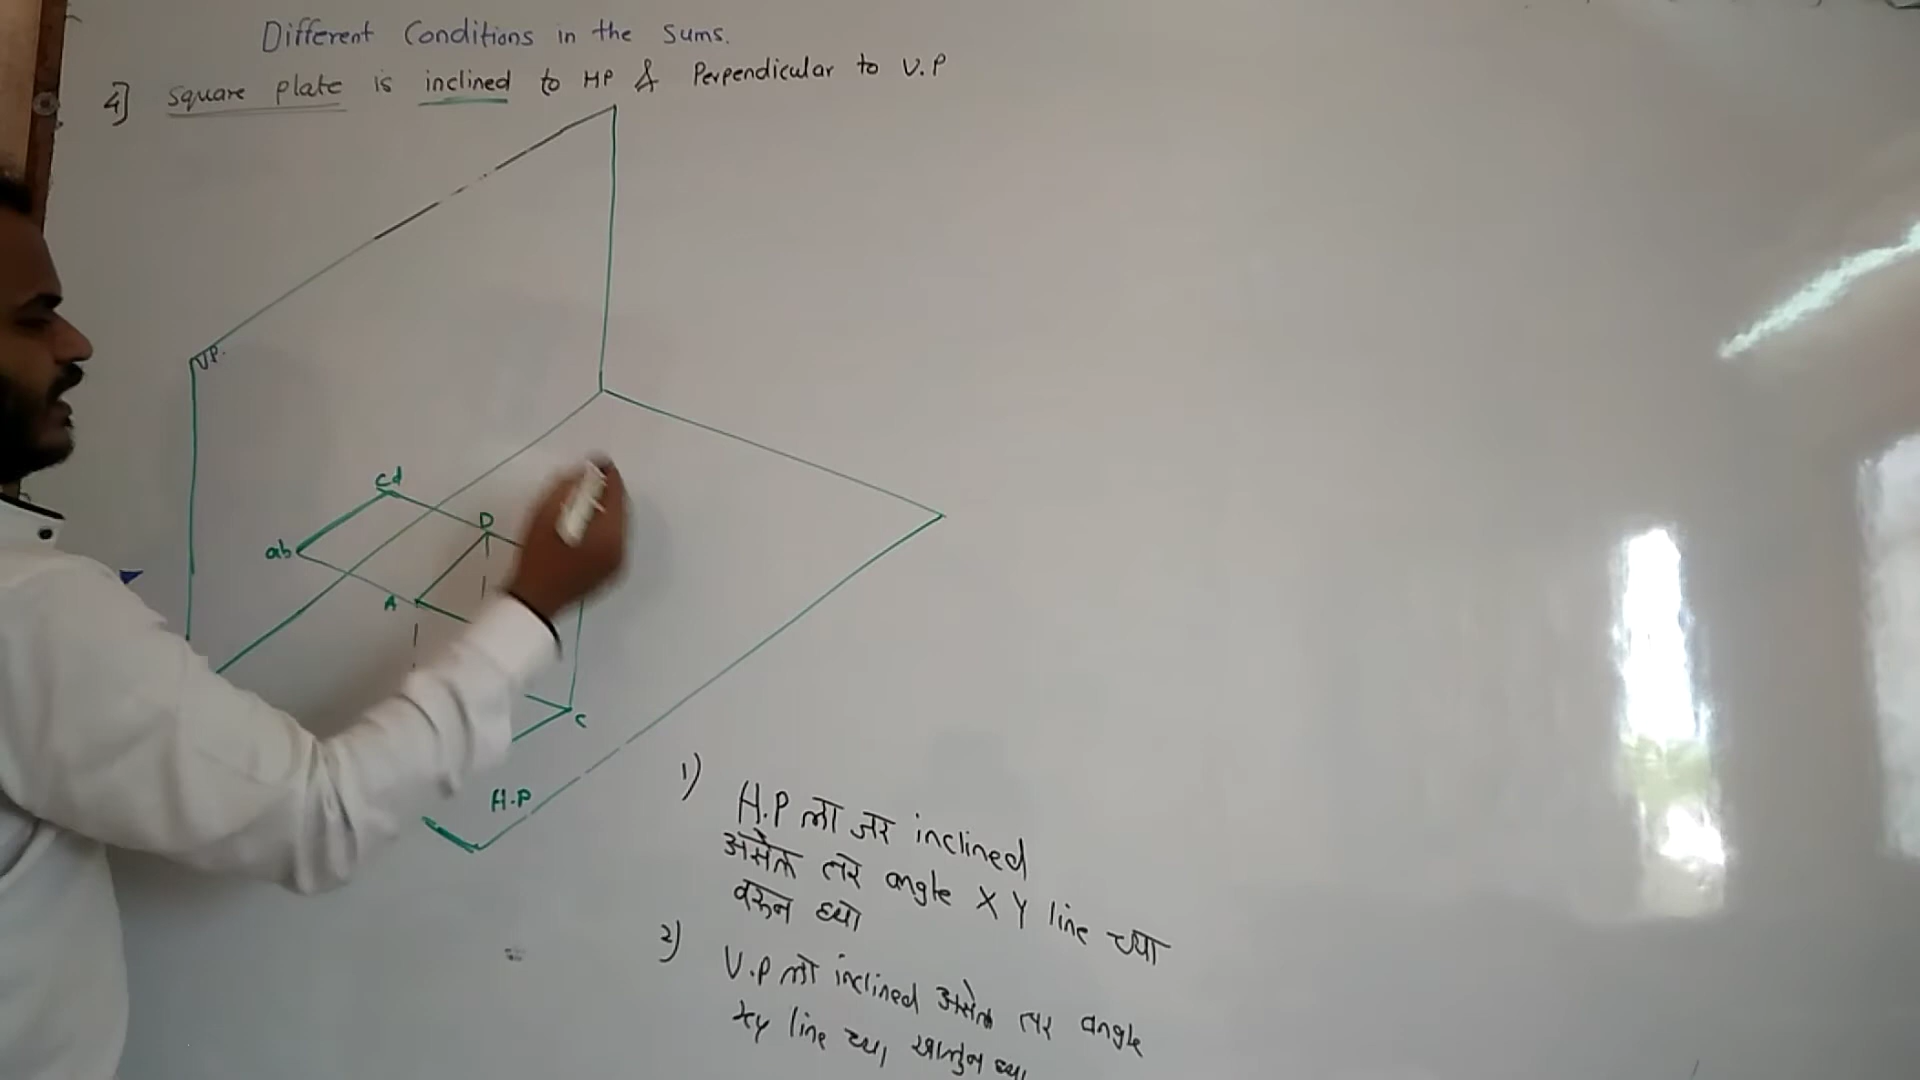 Different Conditions in the Sums.
4] square plate is inclined to HP & Perpendicular to V.P
VP.
cd
D
ab
A
c
H.P
1) H.P ला जर inclined
असेल तर angle X Y line च्या
वरून घ्या
2) V.P ला inclined असेल तर angle
xy line च्या खालून घ्या